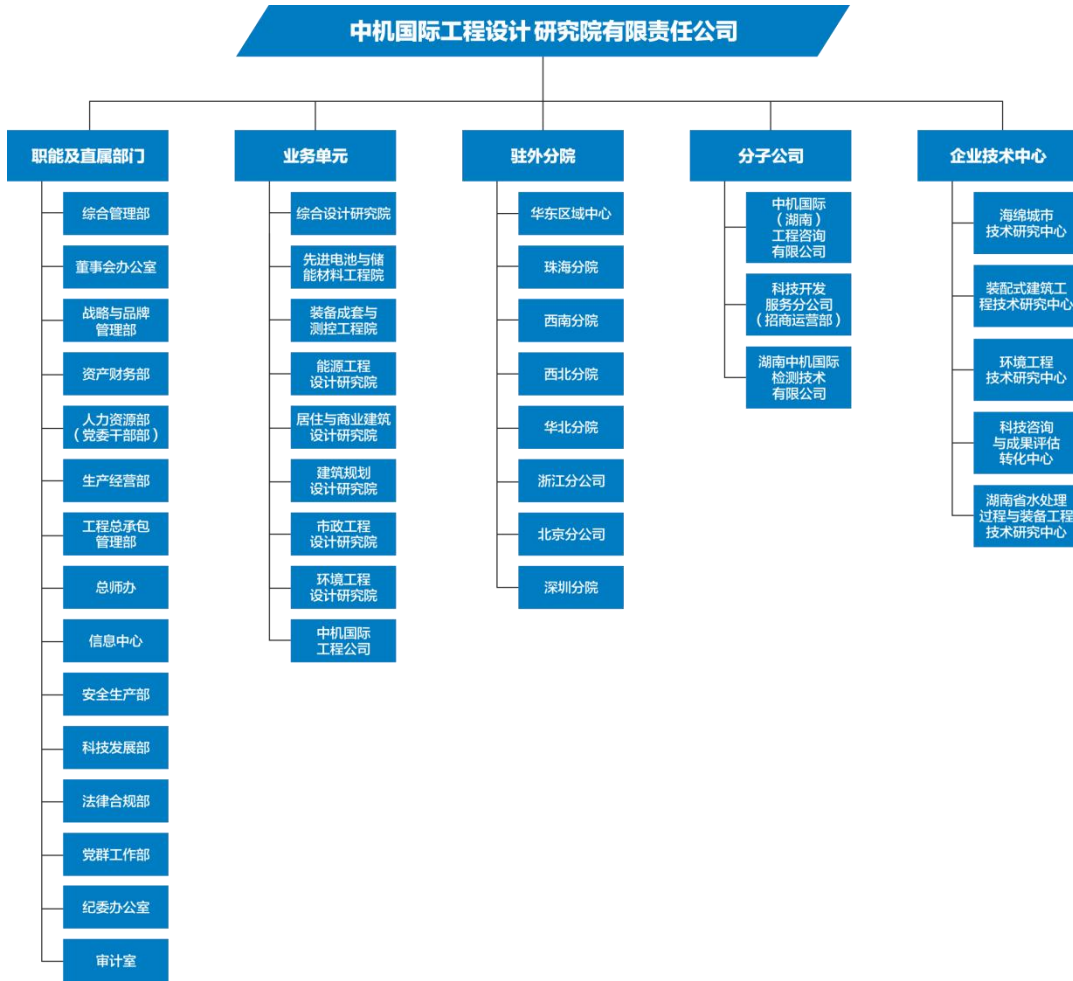 中机国际工程设计研究院有限责任公司
职能及直属部门
综合管理部
董事会办公室
战略与品牌
管理部
资产财务部
人力资源部
（党委干部部）
生产经营部
工程总承包
管理部
总师办
信息中心
安全生产部
科技发展部
法律合规部
党群工作部
纪委办公室
审计室
业务单元
综合设计研究院
先进电池与储
能材料工程院
装备成套与
测控工程院
能源工程
设计研究院
居住与商业建筑
设计研究院
建筑规划
设计研究院
市政工程
设计研究院
环境工程
设计研究院
中机国际
工程公司
驻外分院
华东区域中心
珠海分院
西南分院
西北分院
华北分院
浙江分公司
北京分公司
深圳分院
分子公司
中机国际
（湖南）
工程咨询
有限公司
科技开发
服务分公司
（招商运营部）
湖南中机国际
检测技术
有限公司
企业技术中心
海绵城市
技术研究中心
装配式建筑工
程技术研究中心
环境工程
技术研究中心
科技咨询
与成果评估
转化中心
湖南省水处理
过程与装备工程
技术研究中心